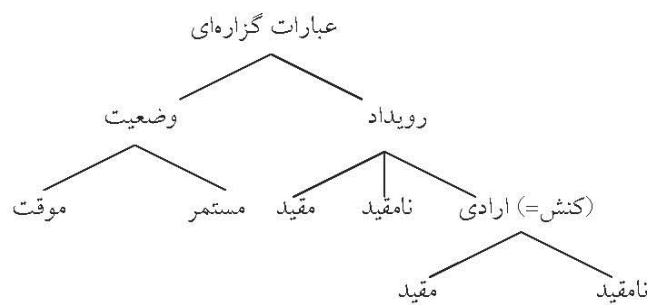 عبارات گزاره‌ای
رویداد وضعیت
(کنش=) ارادی نامقید مقید مستمر موقت
نامقید مقید